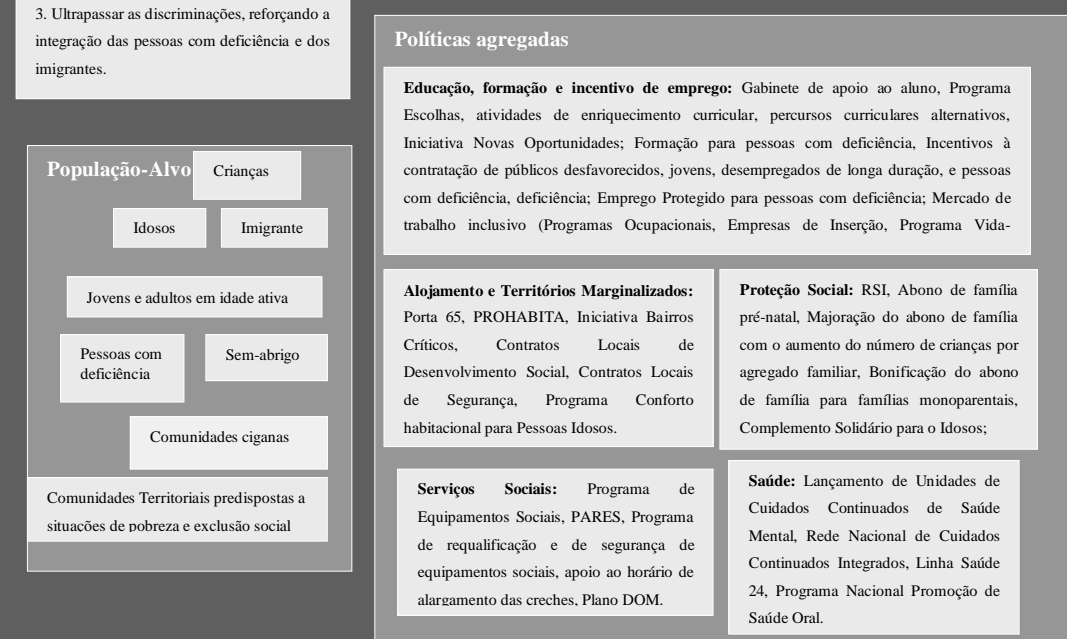 3. Ultrapassar as discriminações, reforçando a
integração das pessoas com deficiência e dos
imigrantes.
População-Alvo
Crianças
Idosos
Imigrante
Jovens e adultos em idade ativa
Pessoas com
deficiência
Sem-abrigo
Comunidades ciganas
Comunidades Territoriais predispostas a
situações de pobreza e exclusão social
Políticas agregadas
Educação, formação e incentivo de emprego: Gabinete de apoio ao aluno, Programa
Escolhas, atividades de enriquecimento curricular, percursos curriculares alternativos,
Iniciativa Novas Oportunidades; Formação para pessoas com deficiência, Incentivos à
contratação de públicos desfavorecidos, jovens, desempregados de longa duração, e pessoas
com deficiência, deficiência; Emprego Protegido para pessoas com deficiência; Mercado de
trabalho inclusivo (Programas Ocupacionais, Empresas de Inserção, Programa Vida-
Alojamento e Territórios Marginalizados:
Porta 65, PROHABITA, Iniciativa Bairros
Críticos, Contratos Locais de
Desenvolvimento Social, Contratos Locais
de Segurança, Programa Conforto
habitacional para Pessoas Idosos.
Proteção Social: RSI, Abono de família
pré-natal, Majoração do abono de família
com o aumento do número de crianças por
agregado familiar, Bonificação do abono
de família para famílias monoparentais,
Complemento Solidário para o Idosos;
Serviços Sociais: Programa de
Equipamentos Sociais, PARES, Programa
de requalificação e de segurança de
equipamentos sociais, apoio ao horário de
alargamento das creches, Plano DOM.
Saúde: Lançamento de Unidades de
Cuidados Continuados de Saúde
Mental, Rede Nacional de Cuidados
Continuados Integrados, Linha Saúde
24, Programa Nacional Promoção de
Saúde Oral.